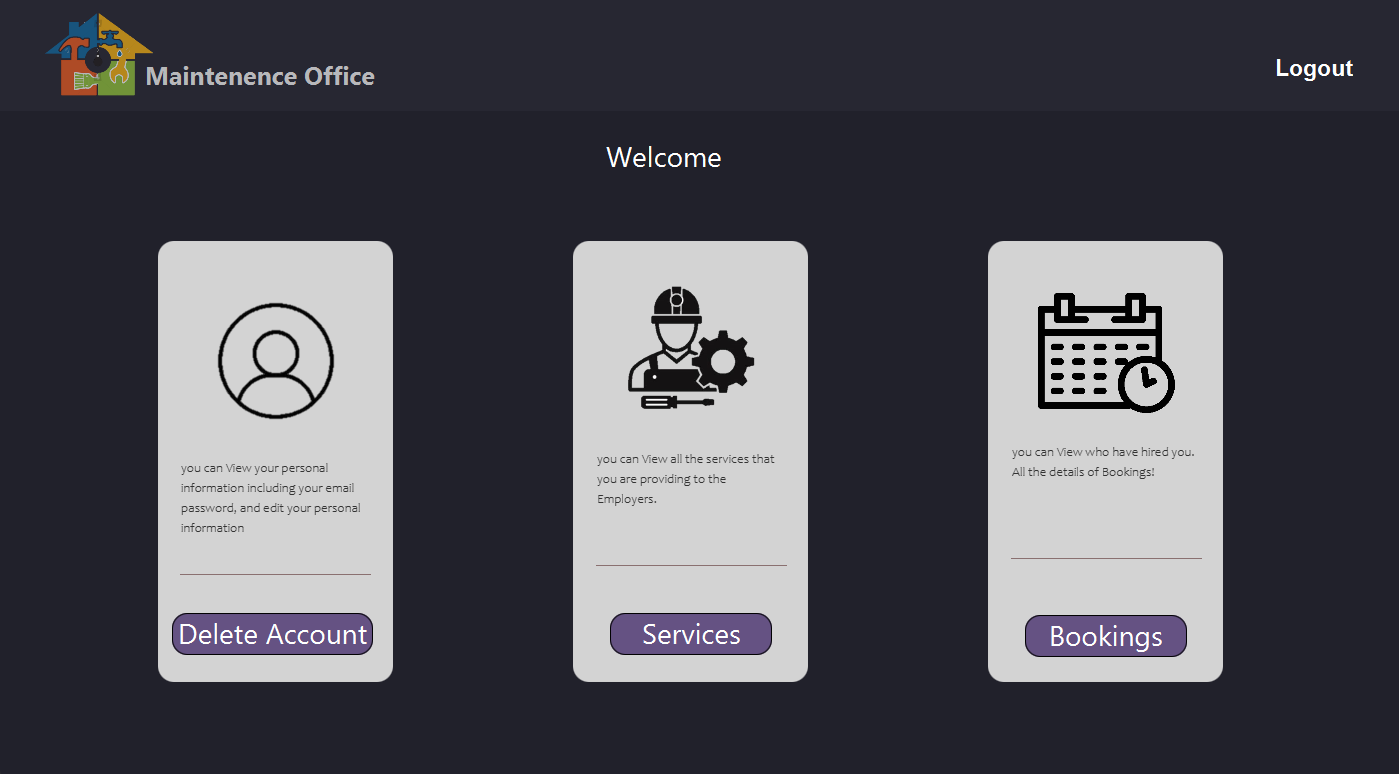 Maintenence Office
Logout
Welcome
you can View your personal
information including your email
password, and edit your personal
information
Delete Account
you can View all the services that
you are providing to the
Employers.
Services
you can View who have hired you.
All the details of Bookings!
Bookings